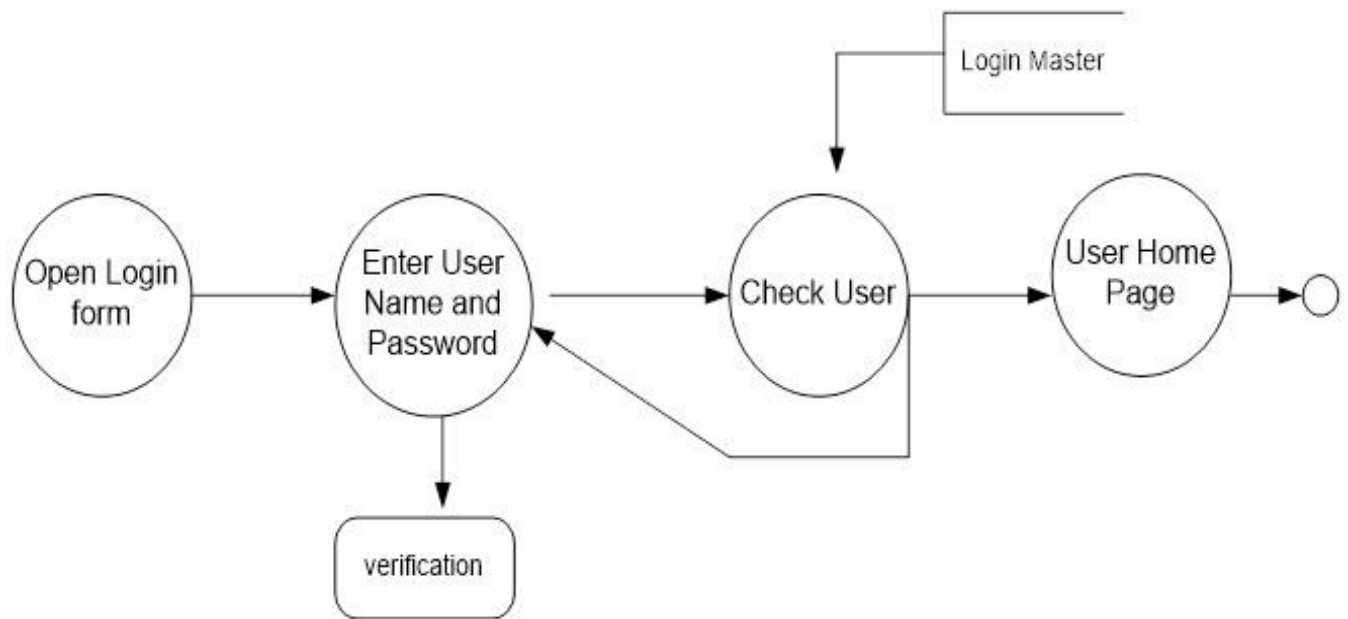 Login Master
Open Login
form
Enter User
Name and
Password
Check User
User Home
Page
verification